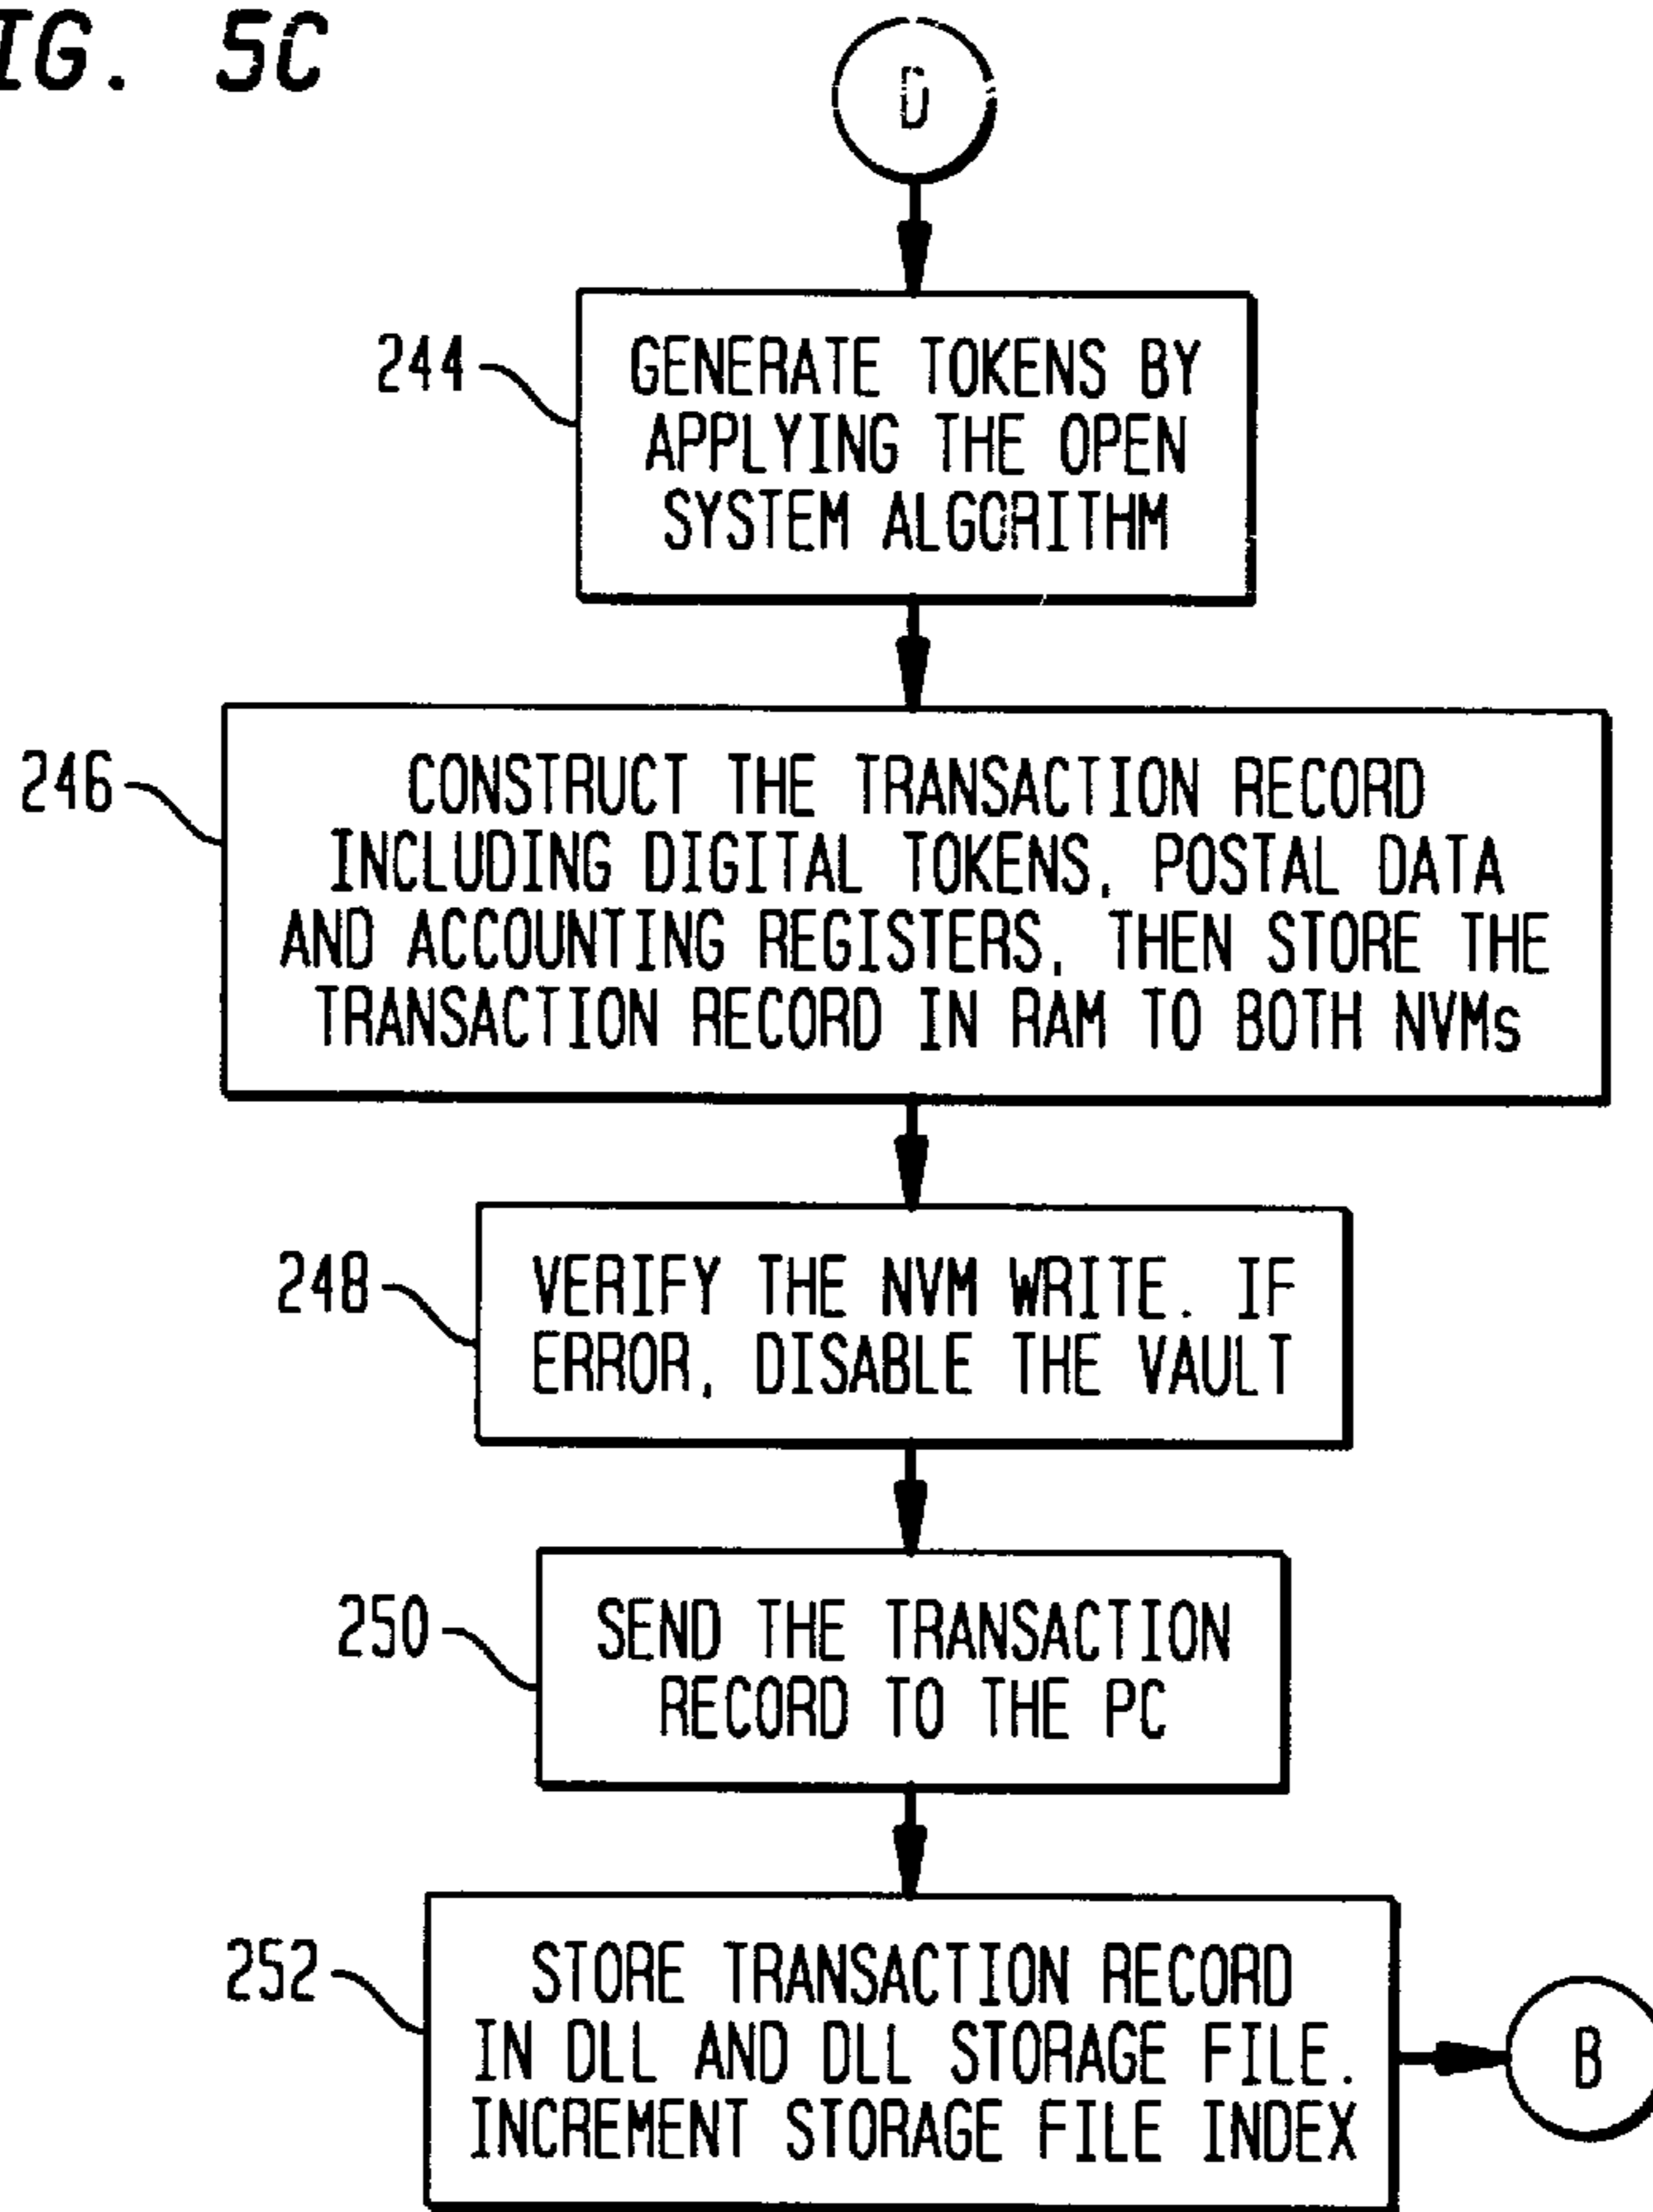 IG. 5C
D
244
GENERATE TOKENS BY
APPLYING THE OPEN
SYSTEM ALGORITHM
246
CONSTRUCT THE TRANSACTION RECORD
INCLUDING DIGITAL TOKENS, POSTAL DATA
AND ACCOUNTING REGISTERS, THEN STORE THE
TRANSACTION RECORD IN RAM TO BOTH NVMs
248
VERIFY THE NVM WRITE. IF
ERROR, DISABLE THE VAULT
250
SEND THE TRANSACTION
RECORD TO THE PC
252
STORE TRANSACTION RECORD
IN DLL AND DLL STORAGE FILE.
INCREMENT STORAGE FILE INDEX
B